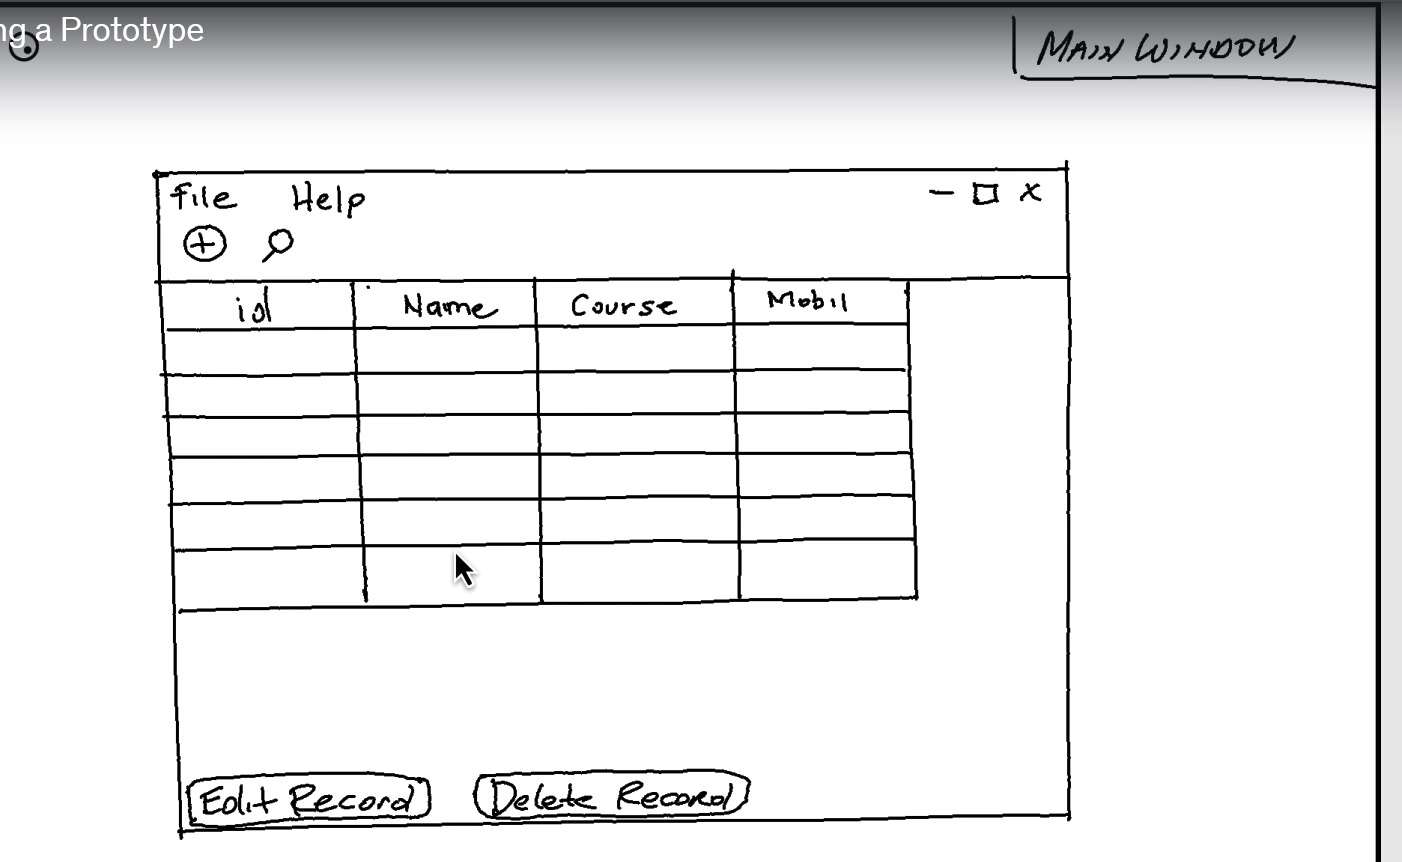 ng a Prototype
MAIN WINDOW
File Help
id Name Course Mobil
Edit Record Delete Record